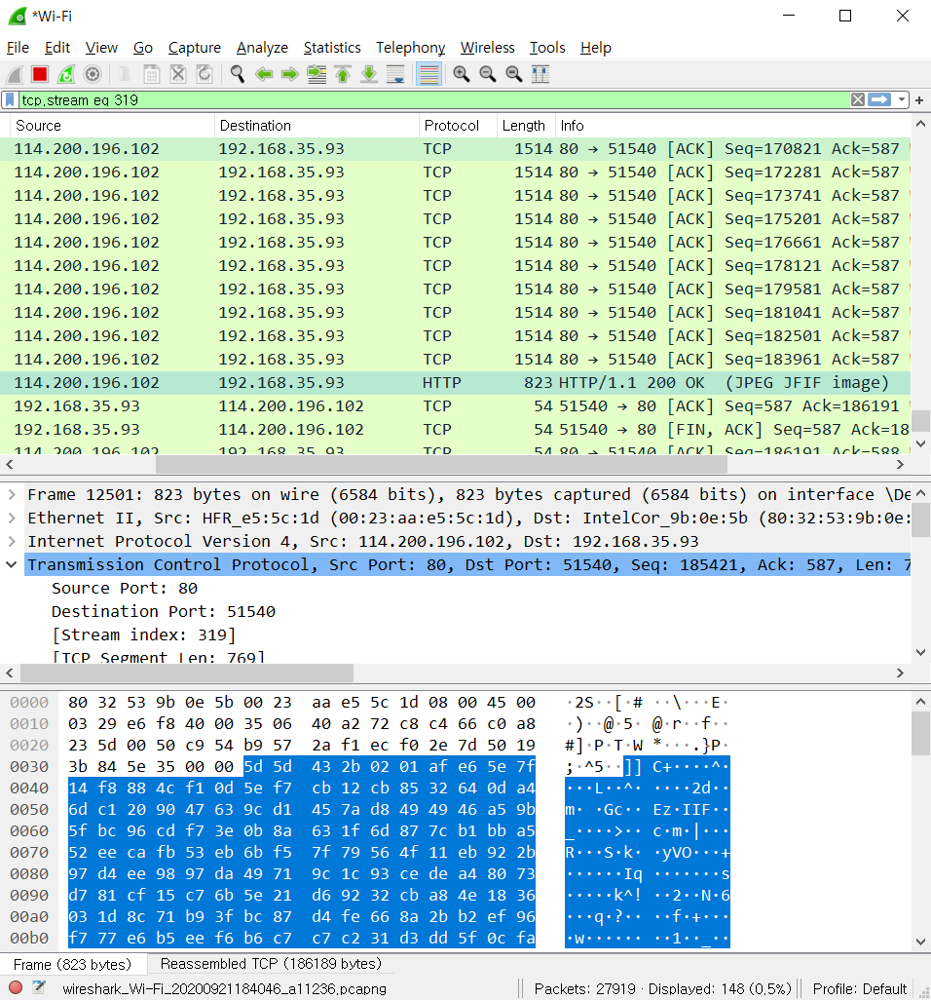 *Wi-Fi
File Edit View Go Capture Analyze Statistics Telephony Wireless Tools Help
tcp.stream eq 319
Source Destination Protocol Length Info
114.200.196.102 192.168.35.93 TCP 1514 80 → 51540 [ACK] Seq=170821 Ack=587
114.200.196.102 192.168.35.93 TCP 1514 80 → 51540 [ACK] Seq=172281 Ack=587
114.200.196.102 192.168.35.93 TCP 1514 80 → 51540 [ACK] Seq=173741 Ack=587
114.200.196.102 192.168.35.93 TCP 1514 80 → 51540 [ACK] Seq=175201 Ack=587
114.200.196.102 192.168.35.93 TCP 1514 80 → 51540 [ACK] Seq=176661 Ack=587
114.200.196.102 192.168.35.93 TCP 1514 80 → 51540 [ACK] Seq=178121 Ack=587
114.200.196.102 192.168.35.93 TCP 1514 80 → 51540 [ACK] Seq=179581 Ack=587
114.200.196.102 192.168.35.93 TCP 1514 80 → 51540 [ACK] Seq=181041 Ack=587
114.200.196.102 192.168.35.93 TCP 1514 80 → 51540 [ACK] Seq=182501 Ack=587
114.200.196.102 192.168.35.93 TCP 1514 80 → 51540 [ACK] Seq=183961 Ack=587
114.200.196.102 192.168.35.93 HTTP 823 HTTP/1.1 200 OK (JPEG JFIF image)
192.168.35.93 114.200.196.102 TCP 54 51540 → 80 [ACK] Seq=587 Ack=186191
192.168.35.93 114.200.196.102 TCP 54 51540 → 80 [FIN, ACK] Seq=587 Ack=18
114.200.196.102 192.168.35.93 TCP 54 80 → 51540 [ACK] Seq=186191 Ack=588
Frame 12501: 823 bytes on wire (6584 bits), 823 bytes captured (6584 bits) on interface \De
Ethernet II, Src: HFR_e5:5c:1d (00:23:aa:e5:5c:1d), Dst: IntelCor_9b:0e:5b (80:32:53:9b:0e:
Internet Protocol Version 4, Src: 114.200.196.102, Dst: 192.168.35.93
Transmission Control Protocol, Src Port: 80, Dst Port: 51540, Seq: 185421, Ack: 587, Len: 7
Source Port: 80
Destination Port: 51540
[Stream index: 319]
[TCP Segment Len: 769]
0000 80 32 53 9b 0e 5b 00 23 aa e5 5c 1d 08 00 45 00 ·2S··[·# ··\···E·
0010 03 29 e6 f8 40 00 35 06 40 a2 72 c8 c4 66 c0 a8 ·)··@·5· @·r··f··
0020 23 5d 00 50 c9 54 b9 57 2a f1 ec f0 2e 7d 50 19 #]·P·T·W *···.}P·
0030 3b 84 5e 35 00 00 5d 5d 43 2b 02 01 af e6 5e 7f ;·^5··]] C+····^·
0040 14 f8 88 4c f1 0d 5e f7 cb 12 cb 85 32 64 0d a4 ···L··^· ····2d··
0050 6d c1 20 90 47 63 9c d1 45 7a d8 49 49 46 a5 9b m· ·Gc·· Ez·IIF··
0060 5f bc 96 cd f7 3e 0b 8a 63 1f 6d 87 7c b1 bb a5 _····>·· c·m·|···
0070 52 ee ca fb 53 eb 6b f5 7f 79 56 4f 11 eb 92 2b R···S·k· ·yVO···+
0080 97 d4 ee 98 97 da 49 71 9c 1c 93 ce de a4 80 73 ······Iq ·······s
0090 d7 81 cf 15 c7 6b 5e 21 d6 92 32 cb a8 4e 18 36 ·····k^! ··2··N·6
00a0 03 1d 8c 71 b9 3f bc 87 d4 fe 66 8a 2b b2 ef 96 ···q·?·· ··f·+···
00b0 f7 77 e6 b5 ee f6 b6 c7 c7 c2 31 d3 dd 5f 0c fa ·w······ ··1··_··
Frame (823 bytes) Reassembled TCP (186189 bytes)
wireshark_Wi-Fi_20200921184046_a11236.pcapng Packets: 27919 · Displayed: 148 (0.5%) Profile: Default